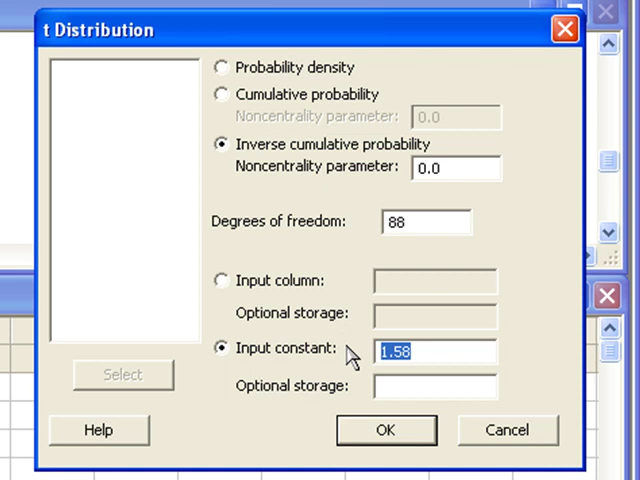 t Distribution
Probability density
Cumulative probability
Noncentrality parameter: 0.0
Inverse cumulative probability
Noncentrality parameter: 0.0
Degrees of freedom: 88
Input column:
Optional storage:
Input constant: 1.58
Optional storage:
Select
Help OK Cancel